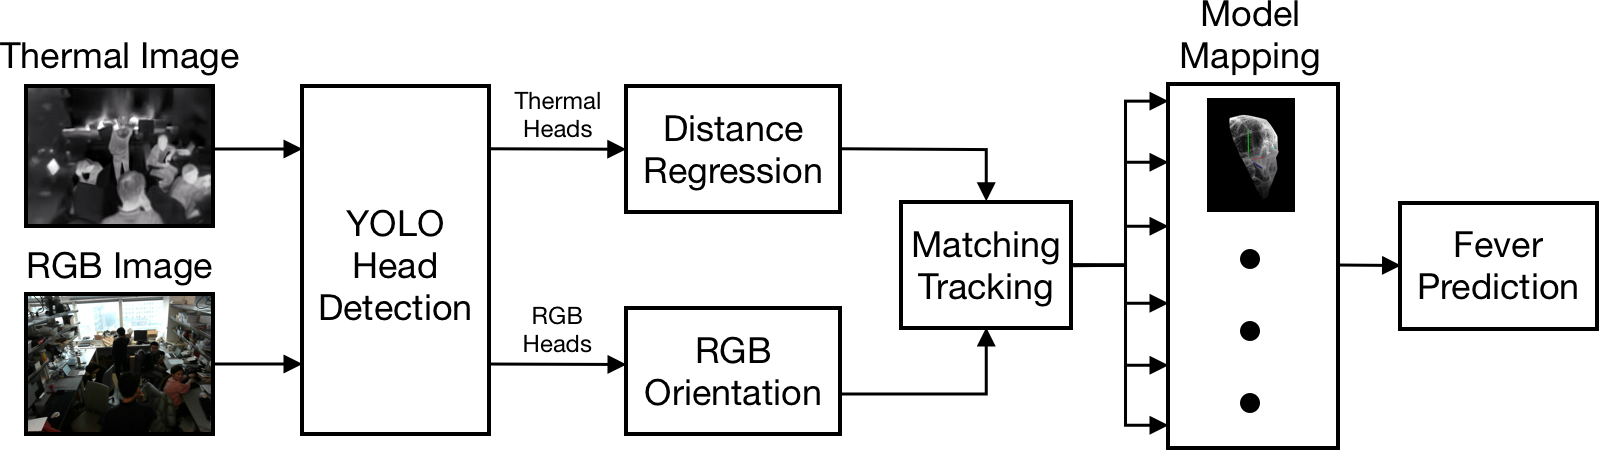 Thermal Image
RGB Image
YOLO
Head
Detection
Thermal
Heads
RGB
Heads
Distance
Regression
RGB
Orientation
Matching
Tracking
Model
Mapping
Fever
Prediction